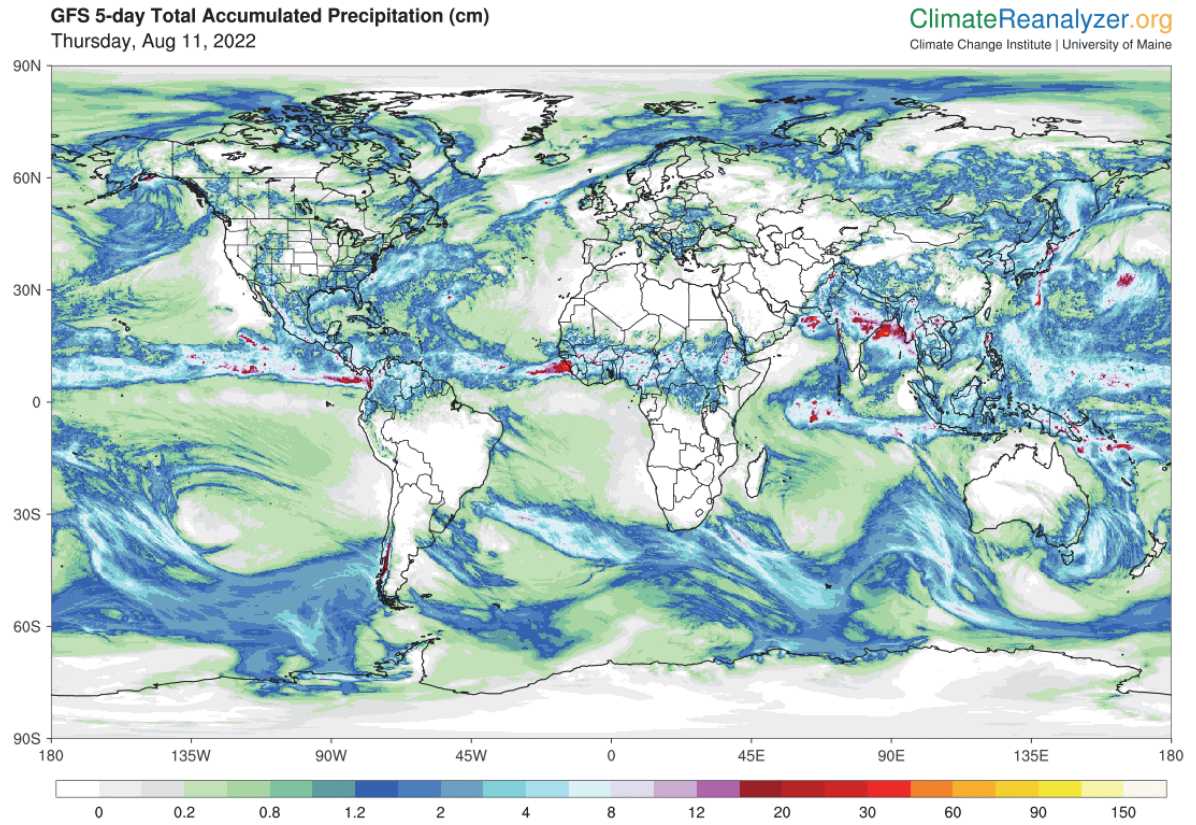 GFS 5-day Total Accumulated Precipitation (cm)
Thursday, Aug 11, 2022
ClimateReanalyzer.org
Climate Change Institute | University of Maine
90N
60N
30N
0
30S
60S
90S
180 135W 90W 45W 0 45E 90E 135E 180
0 0.2 0.8 1.2 2 4 8 12 20 30 60 90 150